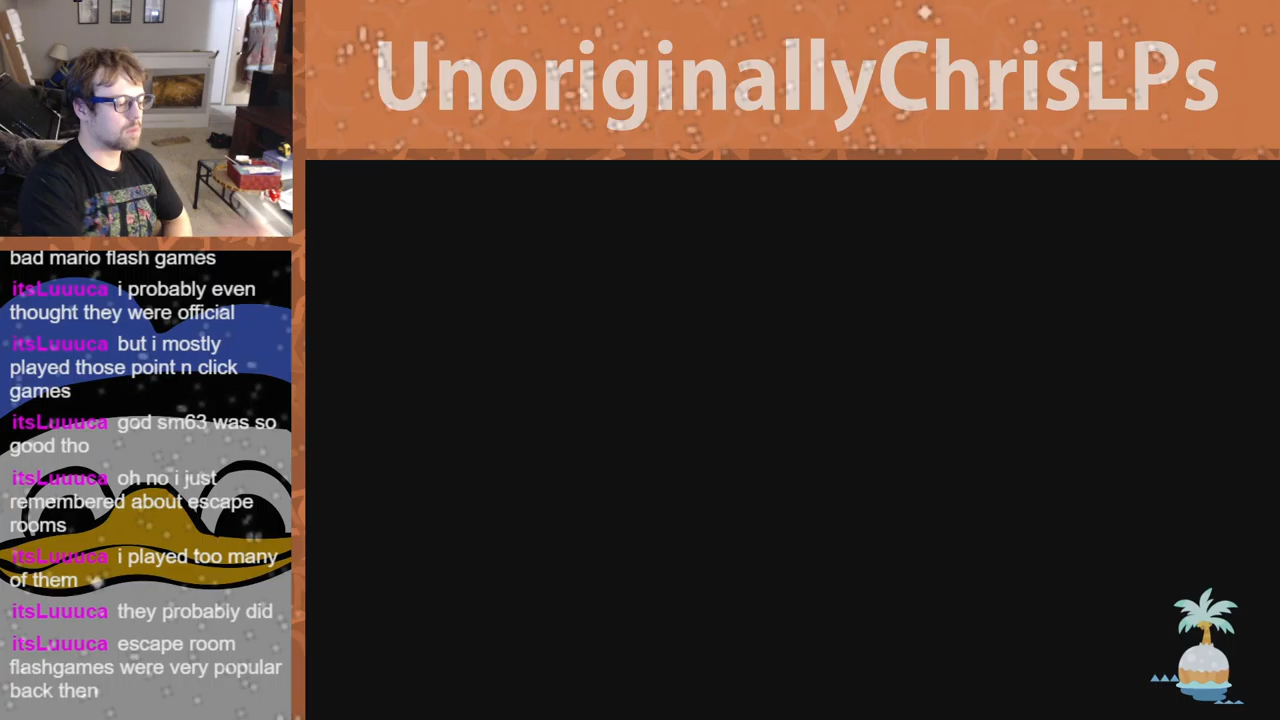 UnoriginallyChrisLPs
bad mario flash games
itsLuuuca i probably even
thought they were official
itsLuuuca but i mostly
played those point n click
games
itsLuuuca god sm63 was so
good tho
itsLuuuca oh no i just
remembered about escape
rooms
itsLuuuca i played too many
of them
itsLuuuca they probably did
itsLuuuca escape room
flashgames were very popular
back then